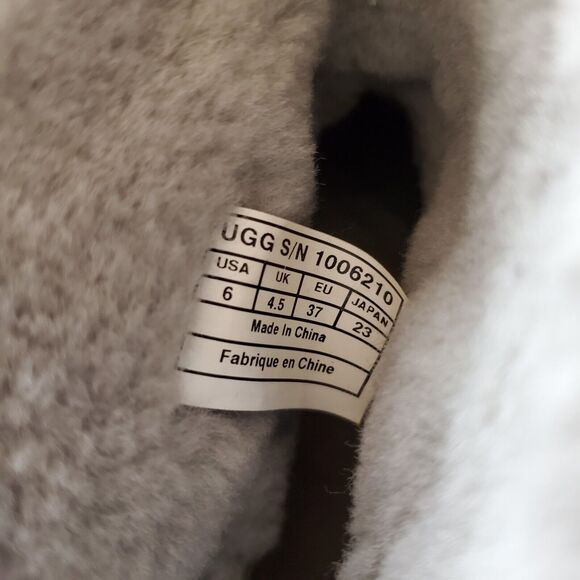 UGG S/N 1006210
USA UK EU JAPAN
6 4.5 37 23
Made In China
Fabrique en Chine